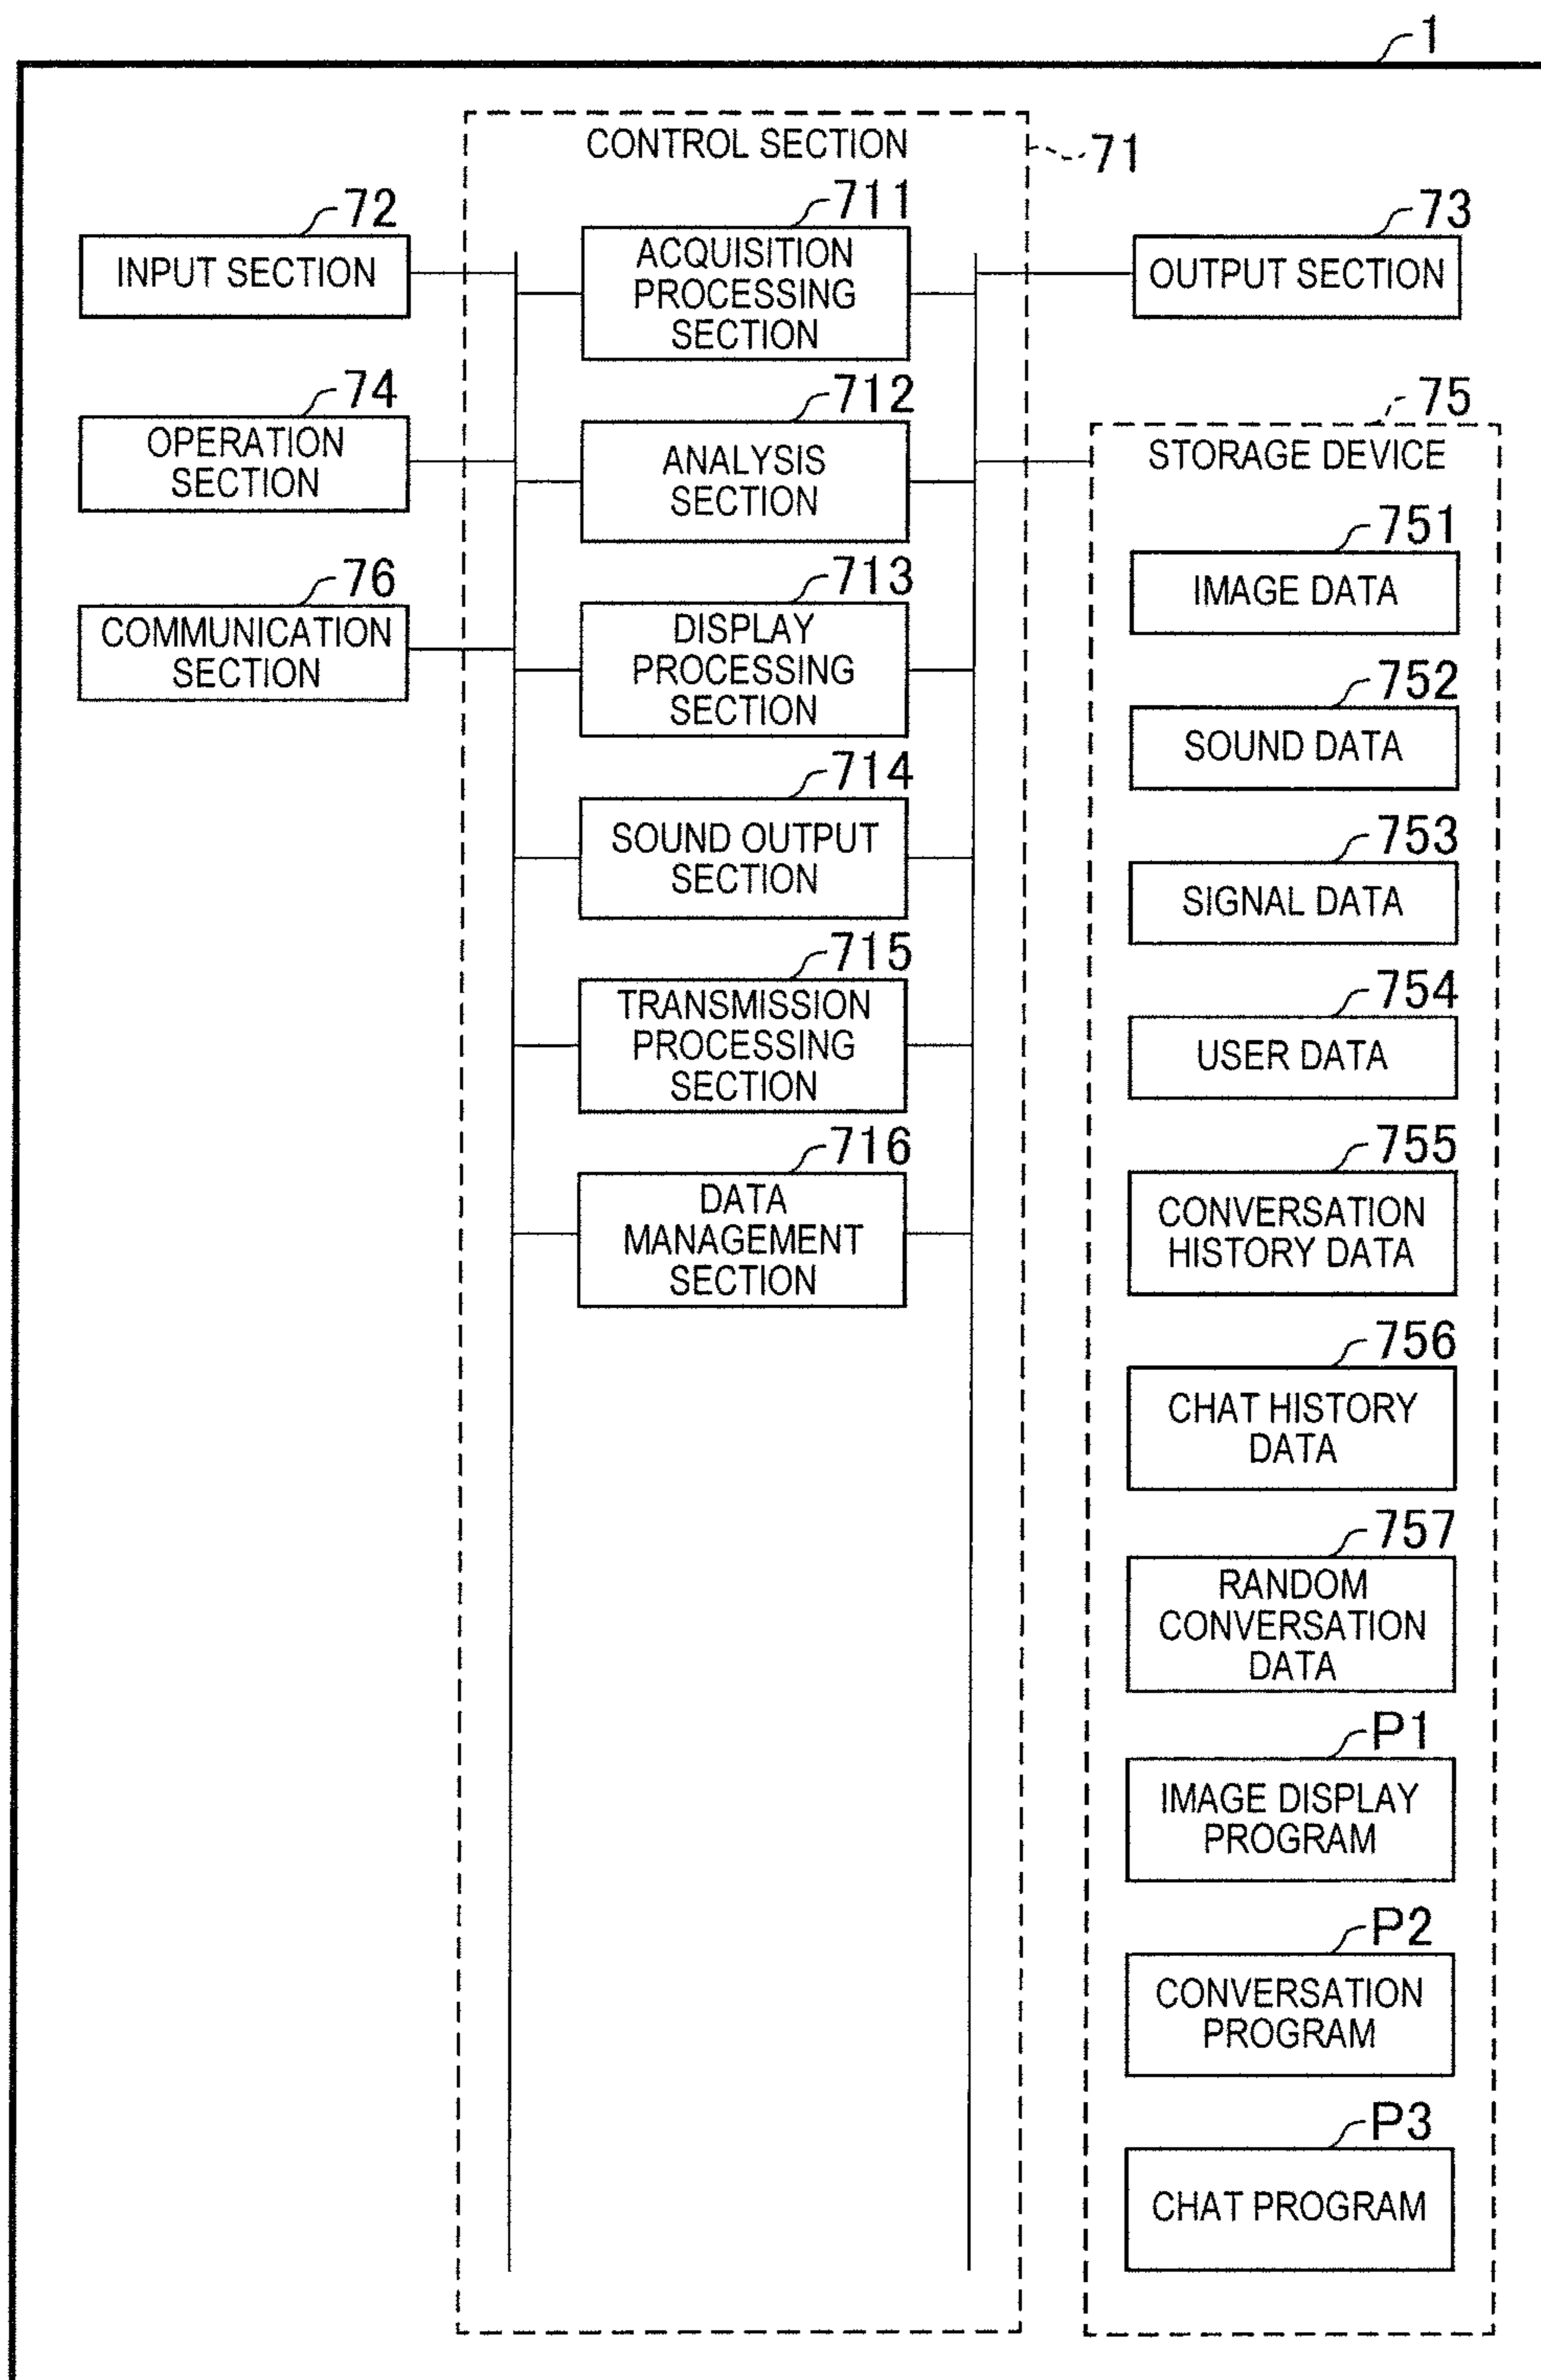 1
CONTROL SECTION
71
72
INPUT SECTION
74
OPERATION
SECTION
76
COMMUNICATION
SECTION
711
ACQUISITION
PROCESSING
SECTION
712
ANALYSIS
SECTION
713
DISPLAY
PROCESSING
SECTION
714
SOUND OUTPUT
SECTION
715
TRANSMISSION
PROCESSING
SECTION
716
DATA
MANAGEMENT
SECTION
73
OUTPUT SECTION
75
STORAGE DEVICE
751
IMAGE DATA
752
SOUND DATA
753
SIGNAL DATA
754
USER DATA
755
CONVERSATION
HISTORY DATA
756
CHAT HISTORY
DATA
757
RANDOM
CONVERSATION
DATA
P1
IMAGE DISPLAY
PROGRAM
P2
CONVERSATION
PROGRAM
P3
CHAT PROGRAM